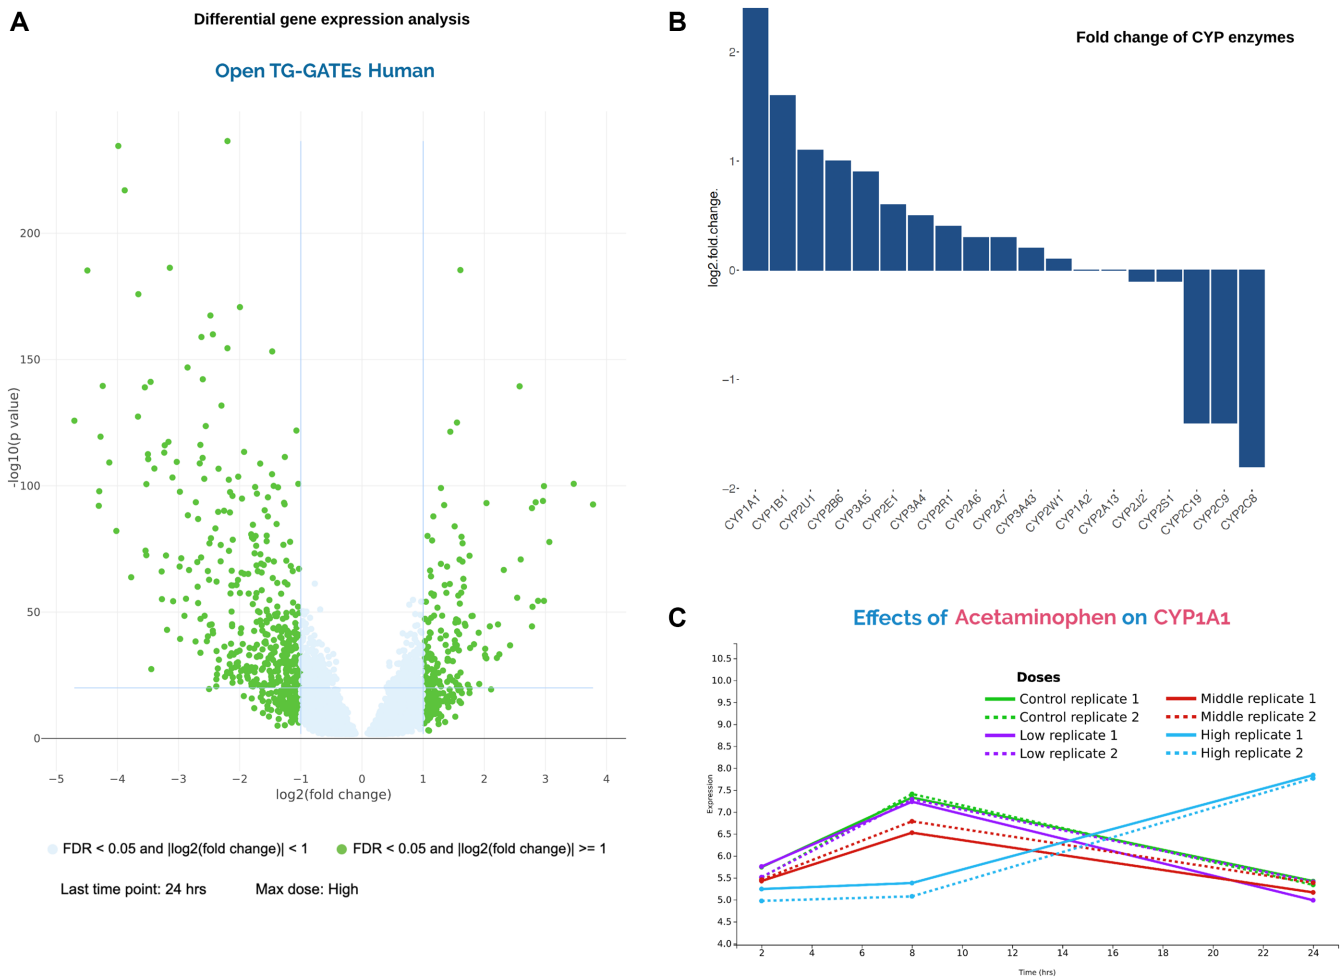 A
Differential gene expression analysis
Open TG-GATEs Human
-log10(p value)
200
150
100
50
0
−5
−4
−3
−2
−1
0
1
2
3
4
log2(fold change)
FDR < 0.05 and |log2(fold change)| < 1
FDR < 0.05 and |log2(fold change)| >= 1
Last time point: 24 hrs
Max dose: High
B
Fold change of CYP enzymes
log2.fold.change.
2
1
0
−1
−2
CYP1A1
CYP1B1
CYP2U1
CYP2B6
CYP3A5
CYP2E1
CYP3A4
CYP2R1
CYP2A6
CYP2A7
CYP3A43
CYP2W1
CYP1A2
CYP2A13
CYP2J2
CYP2S1
CYP2C19
CYP2C9
CYP2C8
C
Effects of Acetaminophen on CYP1A1
Doses
Control replicate 1
Control replicate 2
Low replicate 1
Low replicate 2
Middle replicate 1
Middle replicate 2
High replicate 1
High replicate 2
Expression
10.5
10.0
9.5
9.0
8.5
8.0
7.5
7.0
6.5
6.0
5.5
5.0
4.5
4.0
2
4
6
8
10
12
14
16
18
20
22
24
Time (hrs)